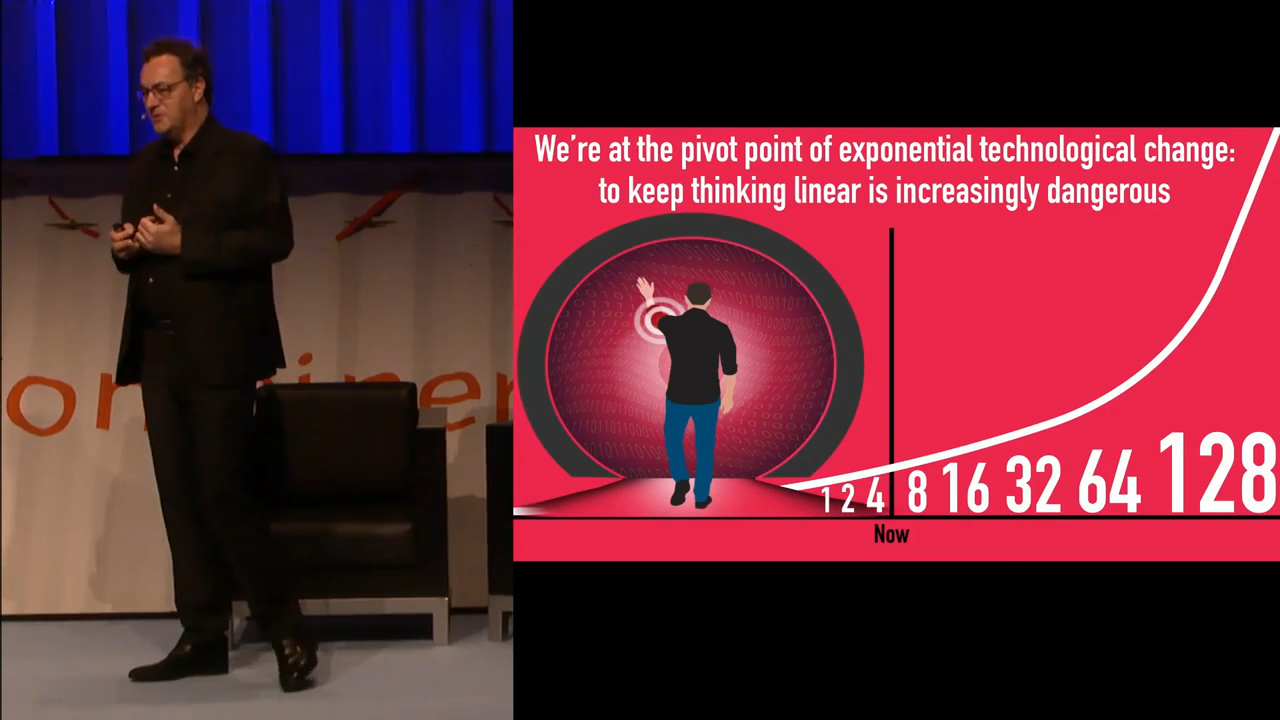 We're at the pivot point of exponential technological change:
to keep thinking linear is increasingly dangerous
1 2 4 8 16 32 64 128
Now